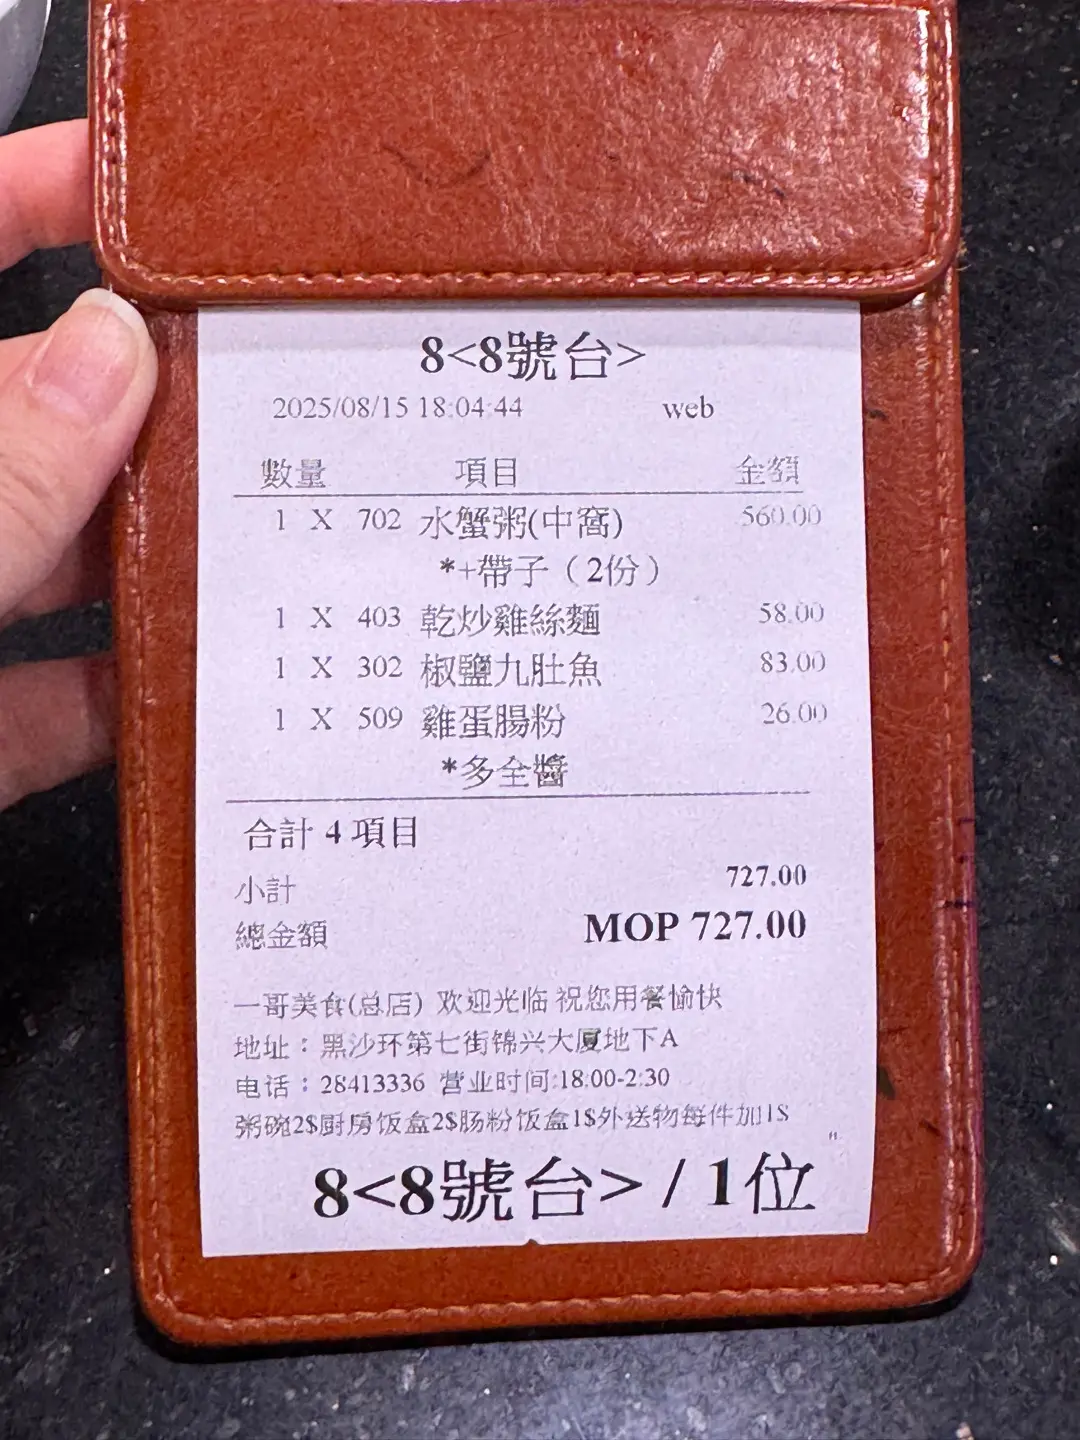 8<8號台>
2025/08/15 18:04:44 web
數量 項目 金額
1 X 702 水蟹粥(中窩) 560.00
*+帶子（2份）
1 X 403 乾炒雞絲麵 58.00
1 X 302 椒鹽九肚魚 83.00
1 X 509 雞蛋腸粉 26.00
*多全醬
合計 4 項目
小計 727.00
總金額 MOP 727.00
一哥美食(总店) 欢迎光临 祝您用餐愉快
地址：黑沙环第七街锦兴大厦地下A
电话：28413336 营业时间:18:00-2:30
粥碗2$厨房饭盒2$肠粉饭盒1$外送物每件加1$
8<8號台> / 1位